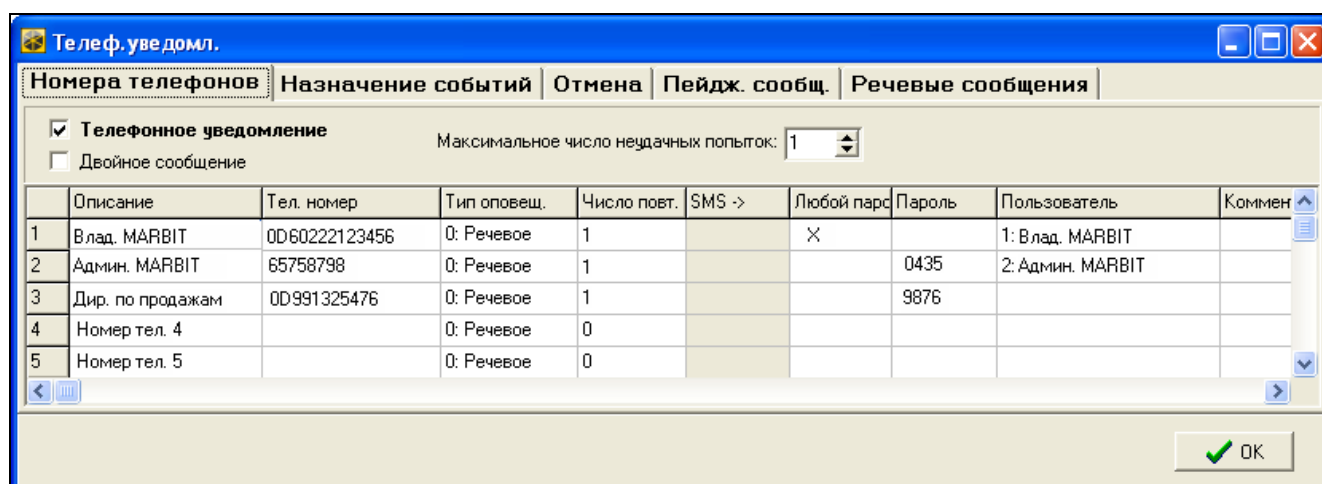 Телеф.уведомл.
Номера телефонов Назначение событий Отмена Пейдж. сообщ. Речевые сообщения
Телефонное уведомление Максимальное число неудачных попыток: 1
Двойное сообщение
Описание Тел. номер Тип оповещ. Число повт. SMS -> Любой парс Пароль Пользователь Коммен
1 Влад. MARBIT 0D60222123456 0: Речевое 1 X 1: Влад. MARBIT
2 Админ. MARBIT 65758798 0: Речевое 1 0435 2: Админ. MARBIT
3 Дир. по продажам 0D991325476 0: Речевое 1 9876
4 Номер тел. 4 0: Речевое 0
5 Номер тел. 5 0: Речевое 0
OK